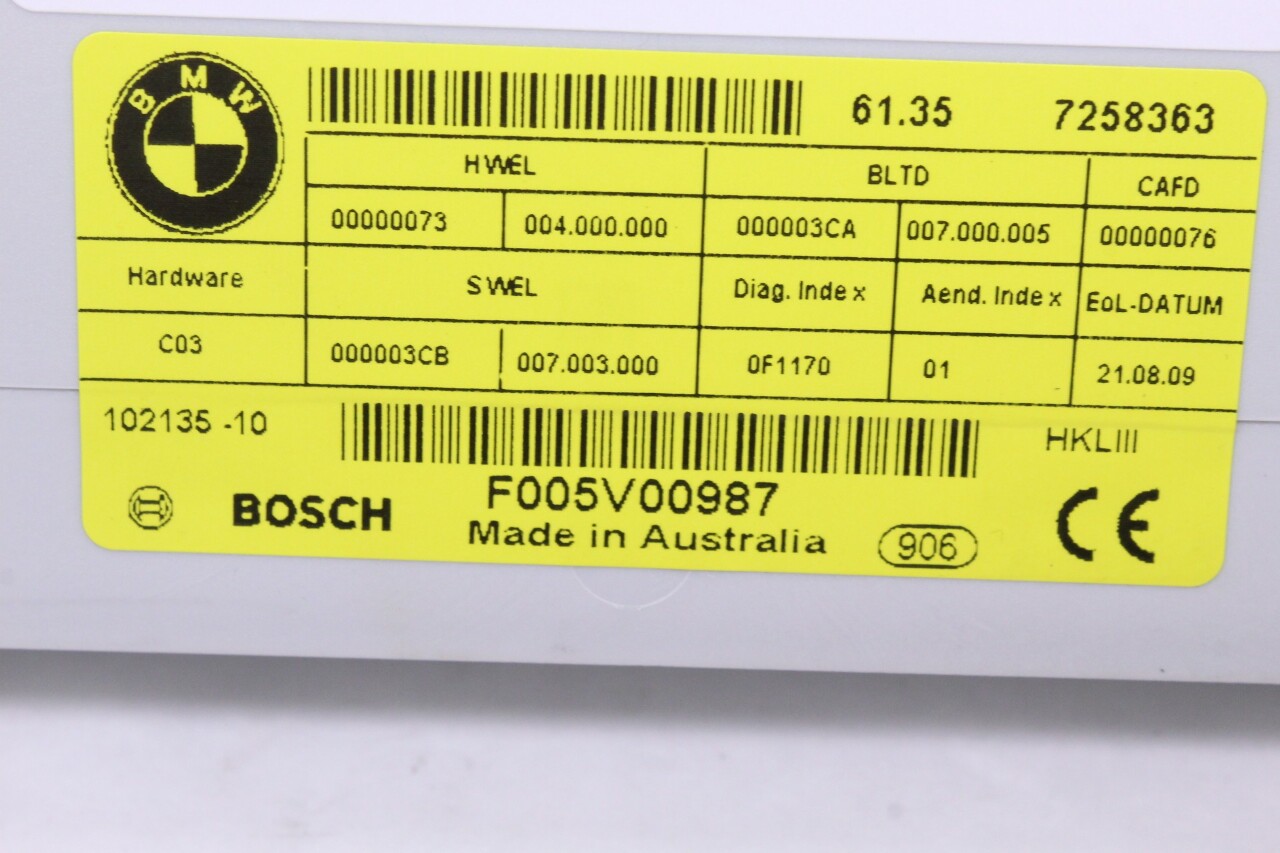 BMW
61.35 7258363
HWEL BLTD CAFD
00000073 004.000.000 000003CA 007.000.005 00000076
Hardware SWEL Diag. Index Aend. Index EoL-DATUM
C03 000003CB 007.003.000 0F1170 01 21.08.09
102135 -10 HKLIII
BOSCH F005V00987
Made in Australia 906 CE